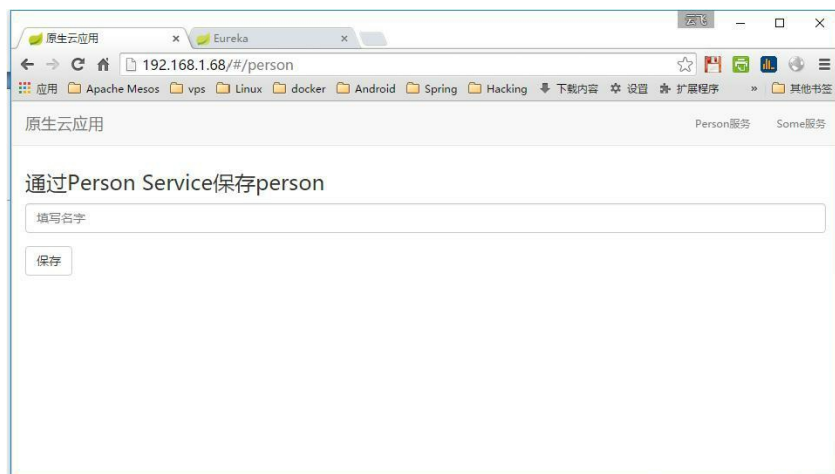 云飞
原生云应用 Eureka
192.168.1.68/#/person
应用 Apache Mesos vps Linux docker Android Spring Hacking 下载内容 设置 扩展程序 » 其他书签
原生云应用 Person服务 Some服务
通过Person Service保存person
填写名字
保存